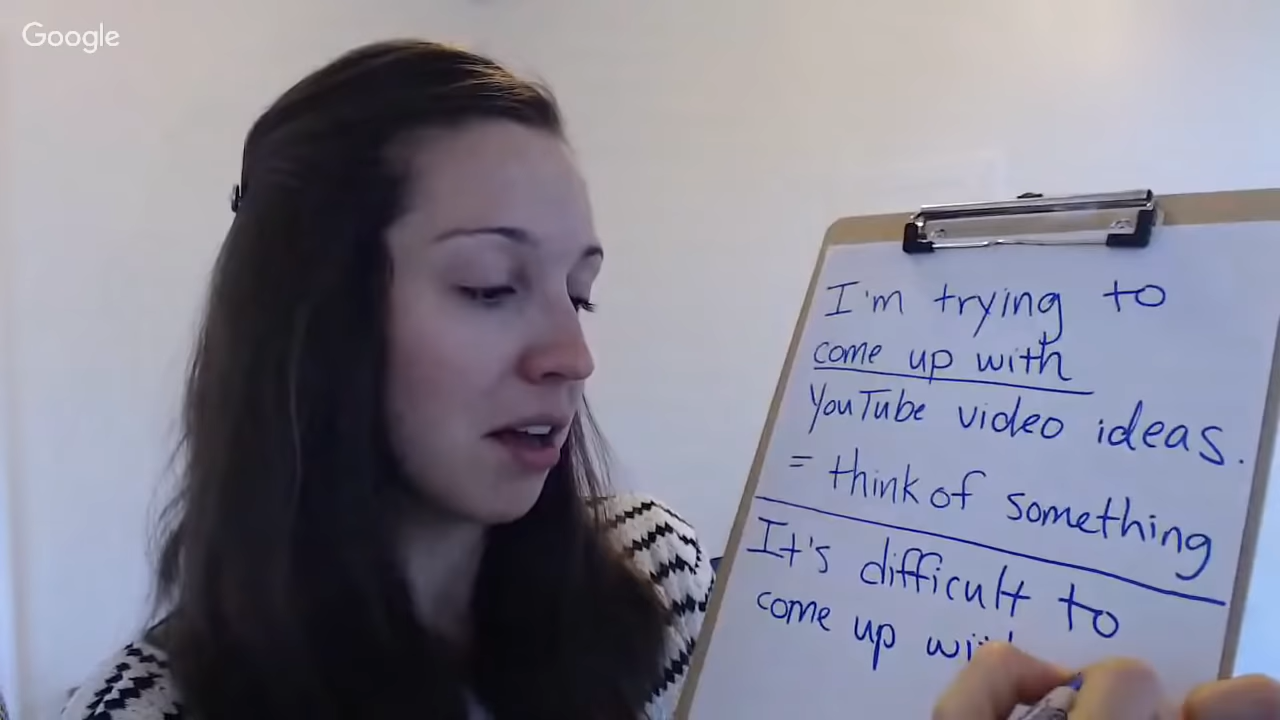 Google
I'm trying to
come up with
YouTube video ideas.
= think of something
It's difficult to
come up